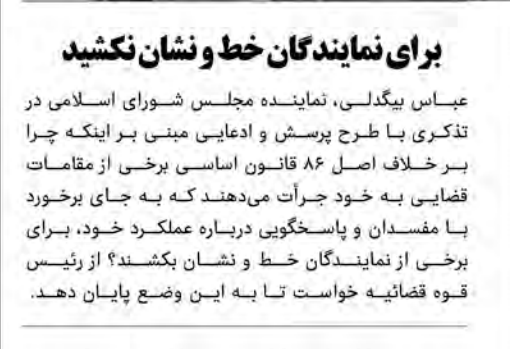 برای نمایندگان خط و نشان نکشید
عباس بیگدلی، نماینده مجلس شورای اسلامی در
تذکری با طرح پرسش و ادعایی مبنی بر اینکه چرا
بر خلاف اصل ۸۶ قانون اساسی برخی از مقامات
قضایی به خود جرأت می‌دهند که به جای برخورد
با مفسدان و پاسخگویی درباره عملکرد خود، برای
برخی از نمایندگان خط و نشان بکشند؟ از رئیس
قوه قضائیه خواست تا به این وضع پایان دهد.